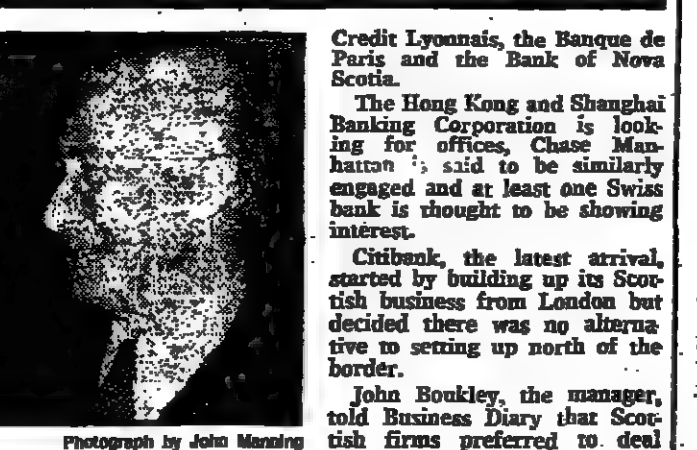 Credit Lyonnais, the Banque de
Paris and the Bank of Nova
Scotia.
The Hong Kong and Shanghai
Banking Corporation is look-
ing for offices, Chase Man-
hattan is said to be similarly
engaged and at least one Swiss
bank is thought to be showing
interest.
Citibank, the latest arrival,
started by building up its Scot-
tish business from London but
decided there was no alterna-
tive to setting up north of the
border.
John Boukley, the manager,
told Business Diary that Scot-
tish firms preferred to deal
Photograph by John Manning